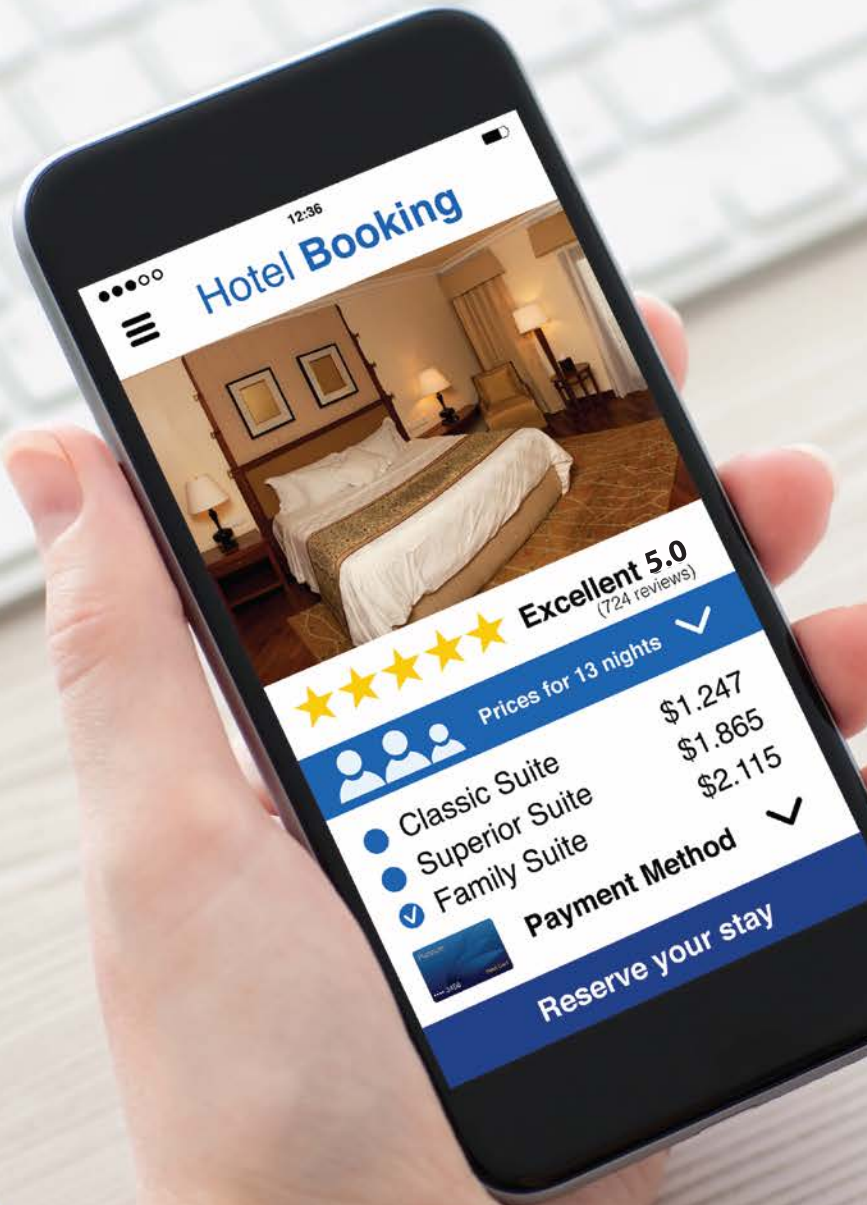 12:36
Hotel Booking
Excellent 5.0
(724 reviews)
Prices for 13 nights
Classic Suite $1.247
Superior Suite $1.865
Family Suite $2.115
Payment Method
Reserve your stay